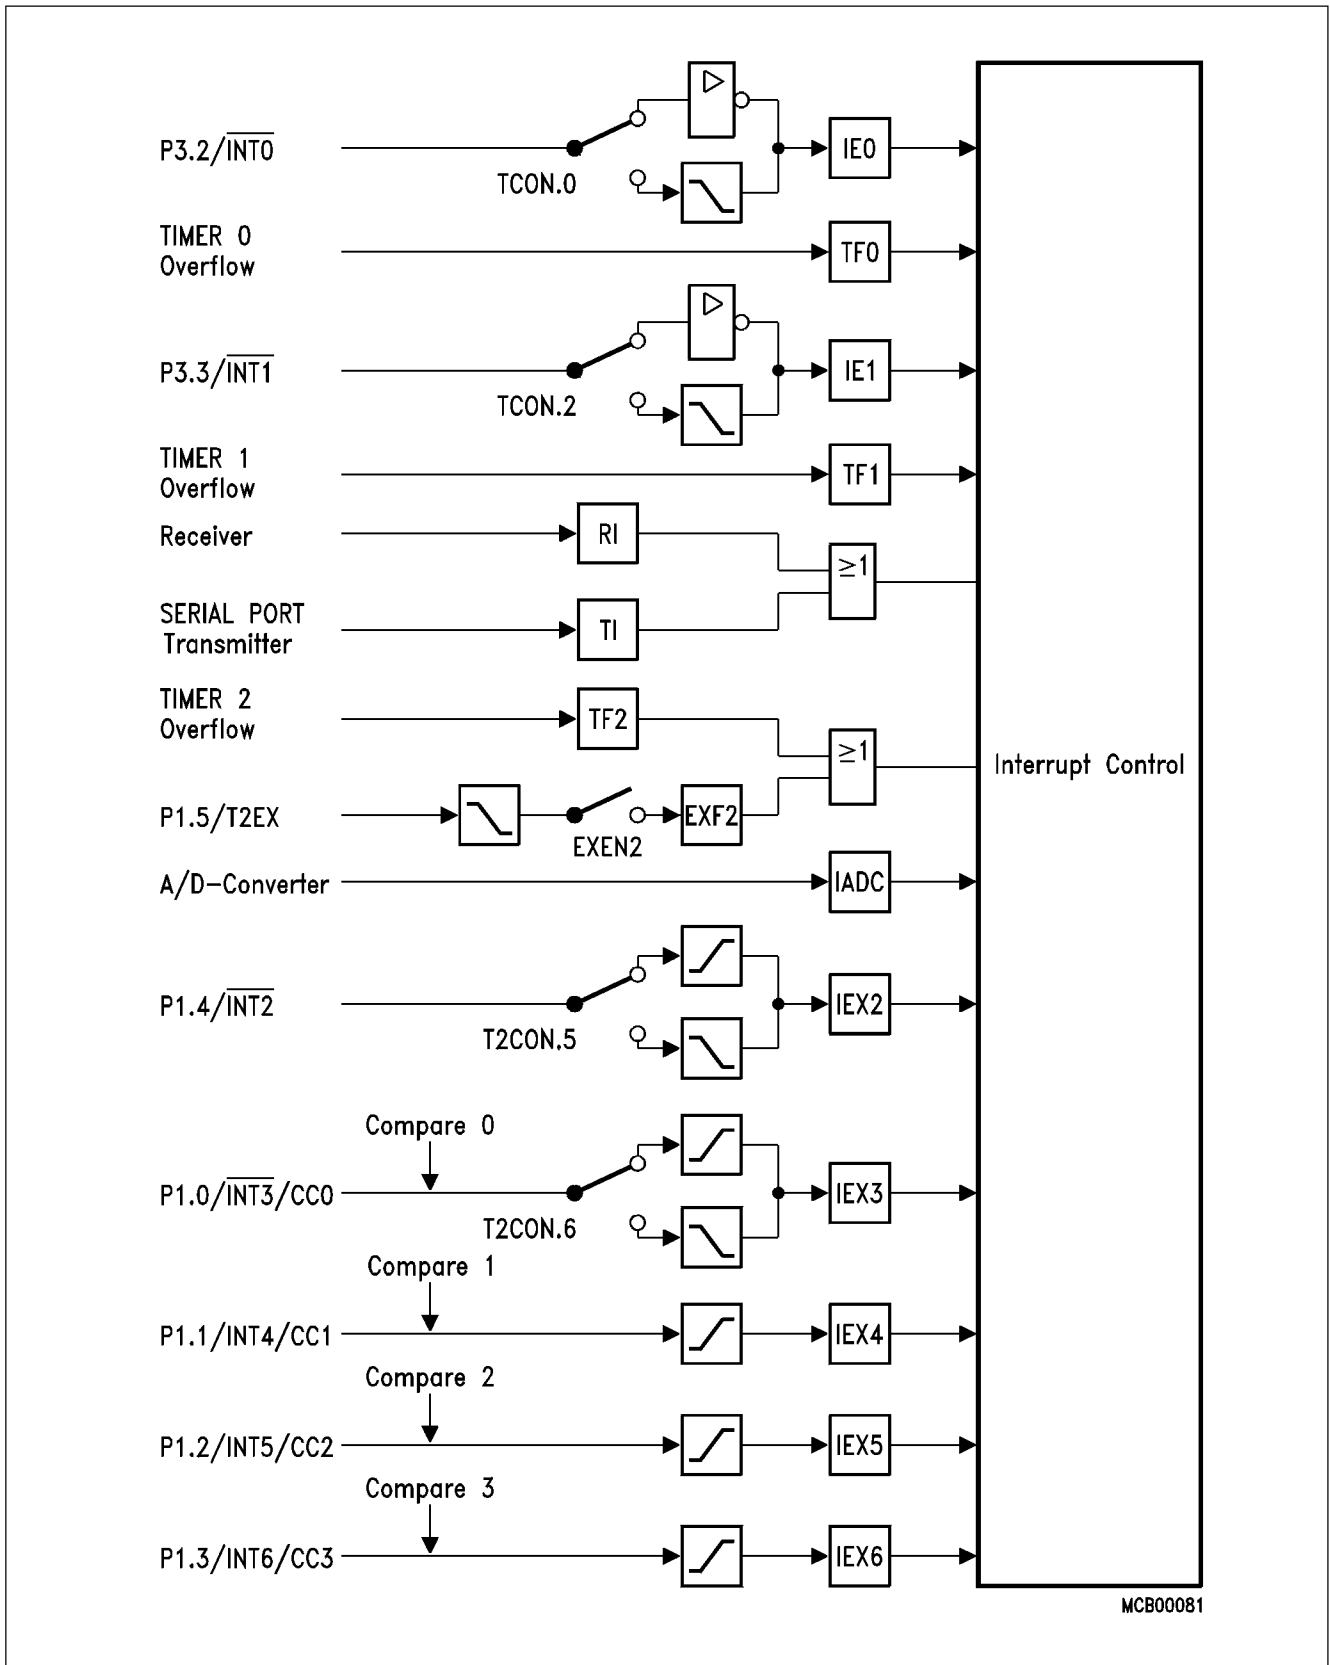 P3.2/INT0
TCON.0
IE0
TIMER 0
Overflow
TF0
P3.3/INT1
TCON.2
IE1
TIMER 1
Overflow
TF1
Receiver
RI
≥1
SERIAL PORT
Transmitter
TI
TIMER 2
Overflow
TF2
≥1
Interrupt Control
P1.5/T2EX
EXEN2
EXF2
A/D-Converter
IADC
P1.4/INT2
T2CON.5
IEX2
Compare 0
P1.0/INT3/CC0
T2CON.6
IEX3
Compare 1
P1.1/INT4/CC1
IEX4
Compare 2
P1.2/INT5/CC2
IEX5
Compare 3
P1.3/INT6/CC3
IEX6
MCB00081